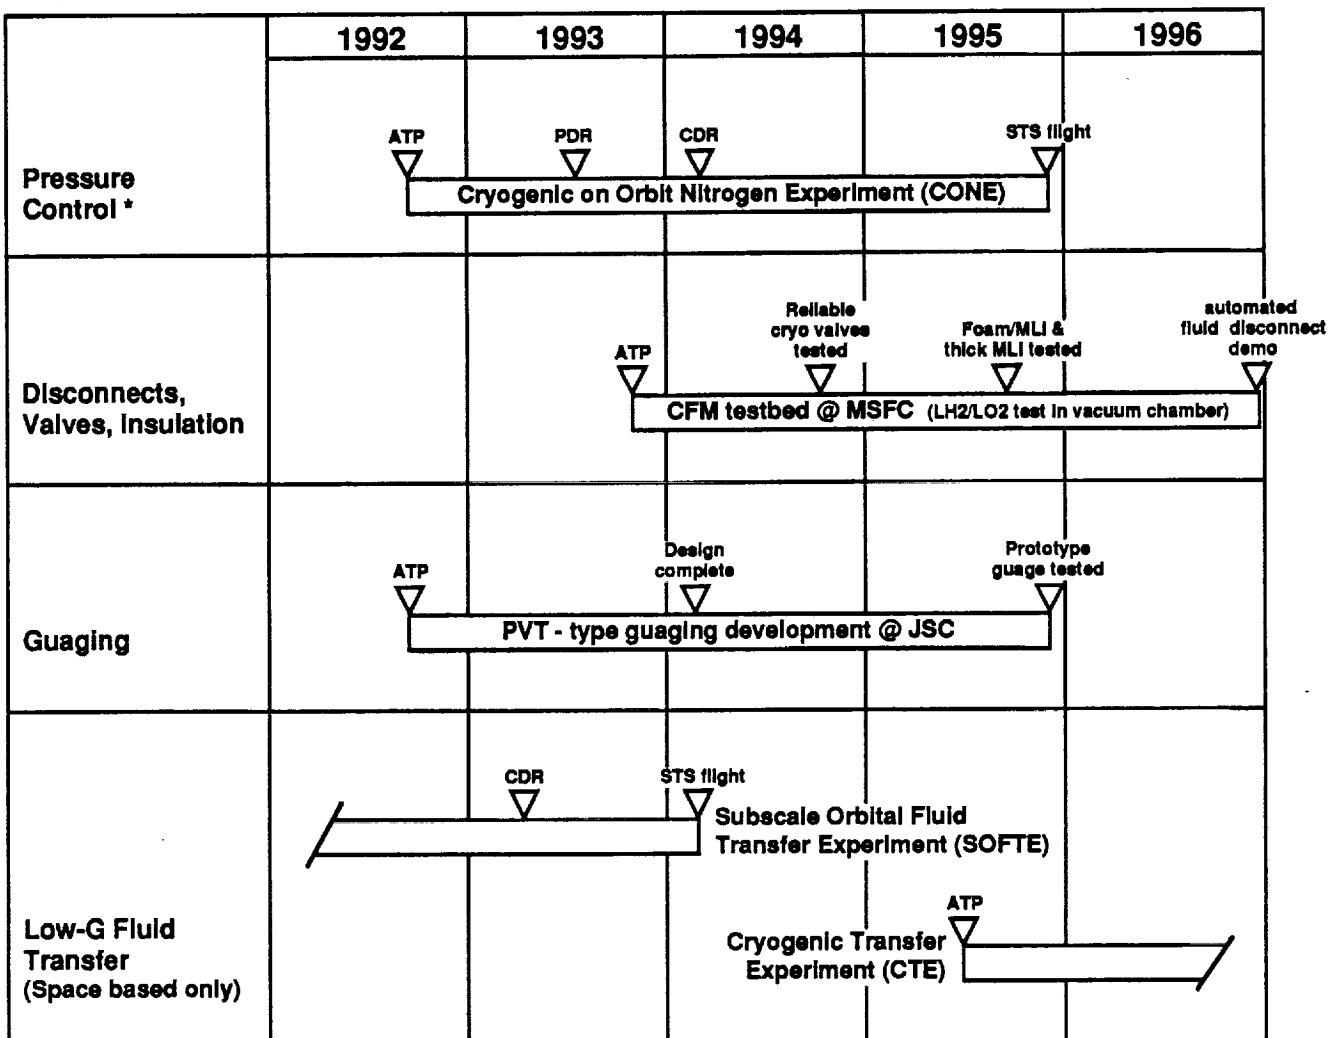 1992 1993 1994 1995 1996
ATP PDR CDR STS flight
Pressure
Control *
Cryogenic on Orbit Nitrogen Experiment (CONE)
Reliable
cryo valves
tested
Foam/MLI &
thick MLI tested
automated
fluid disconnect
demo
ATP
Disconnects,
Valves, Insulation
CFM testbed @ MSFC (LH2/LO2 test in vacuum chamber)
ATP
Design
complete
Prototype
guage tested
Guaging
PVT - type guaging development @ JSC
CDR STS flight
Subscale Orbital Fluid
Transfer Experiment (SOFTE)
ATP
Cryogenic Transfer
Experiment (CTE)
Low-G Fluid
Transfer
(Space based only)